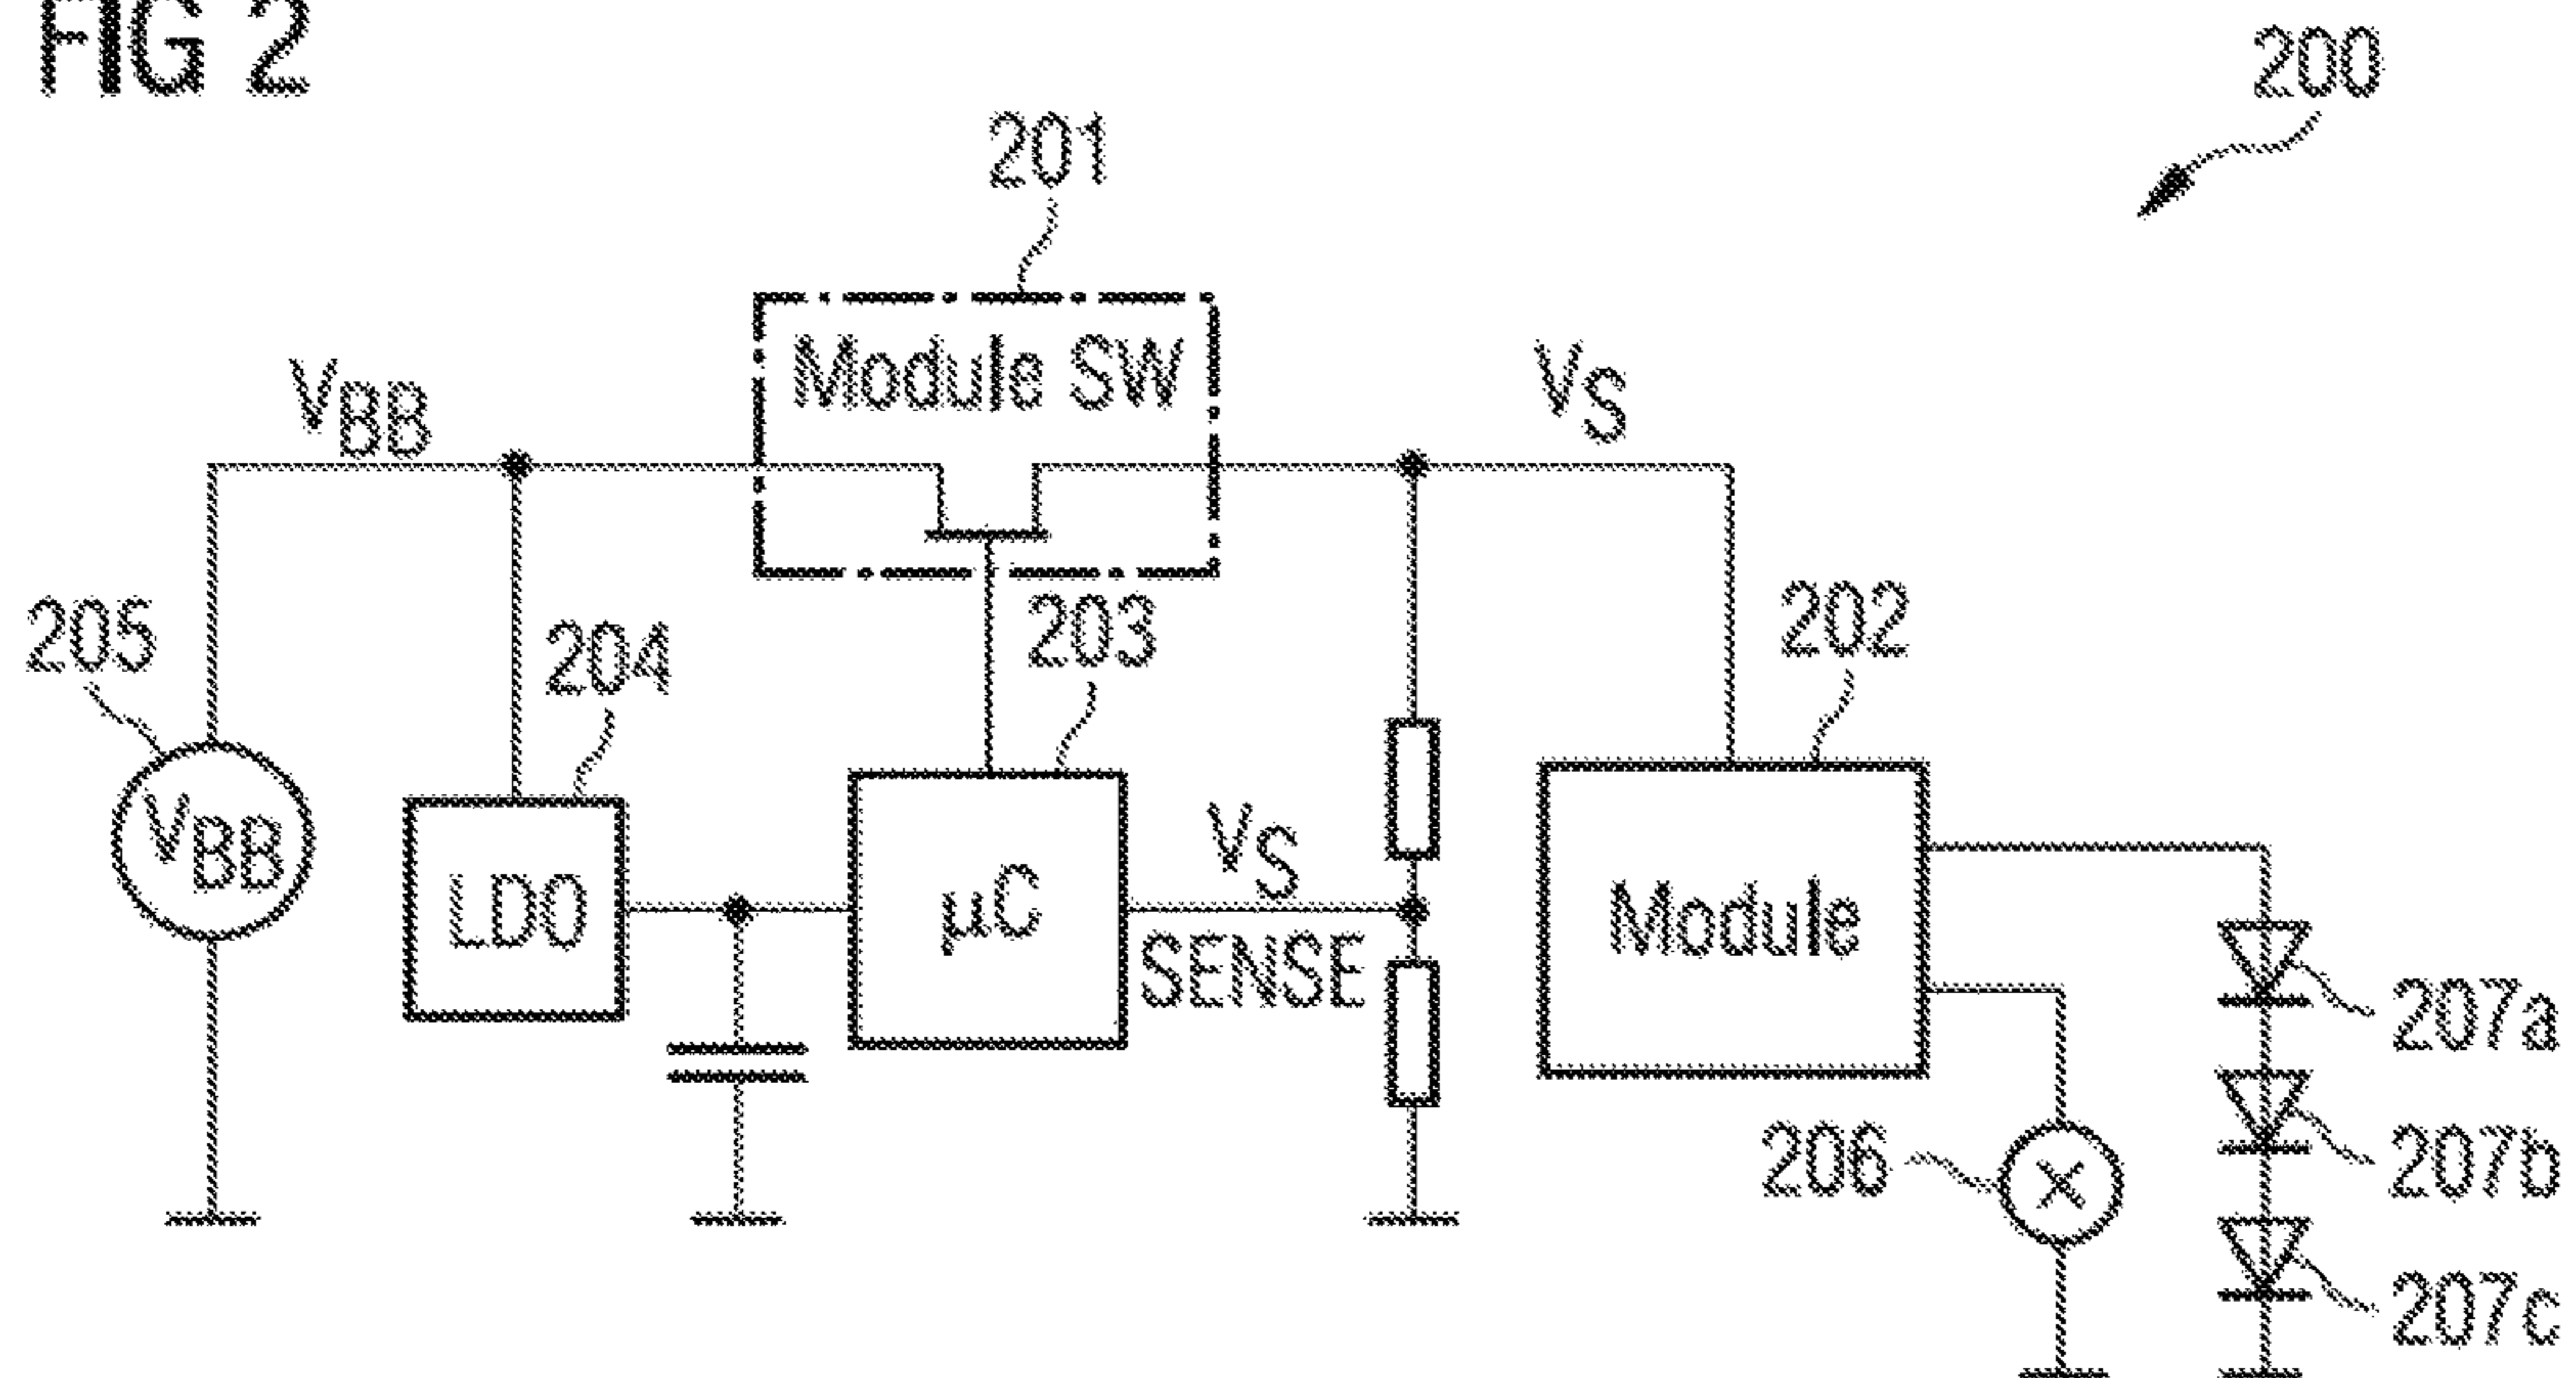 FIG 2
200
201
Module SW
VBB
VS
205
204
203
202
VBB
LDO
µC
VS
SENSE
Module
207a
206
207b
207c